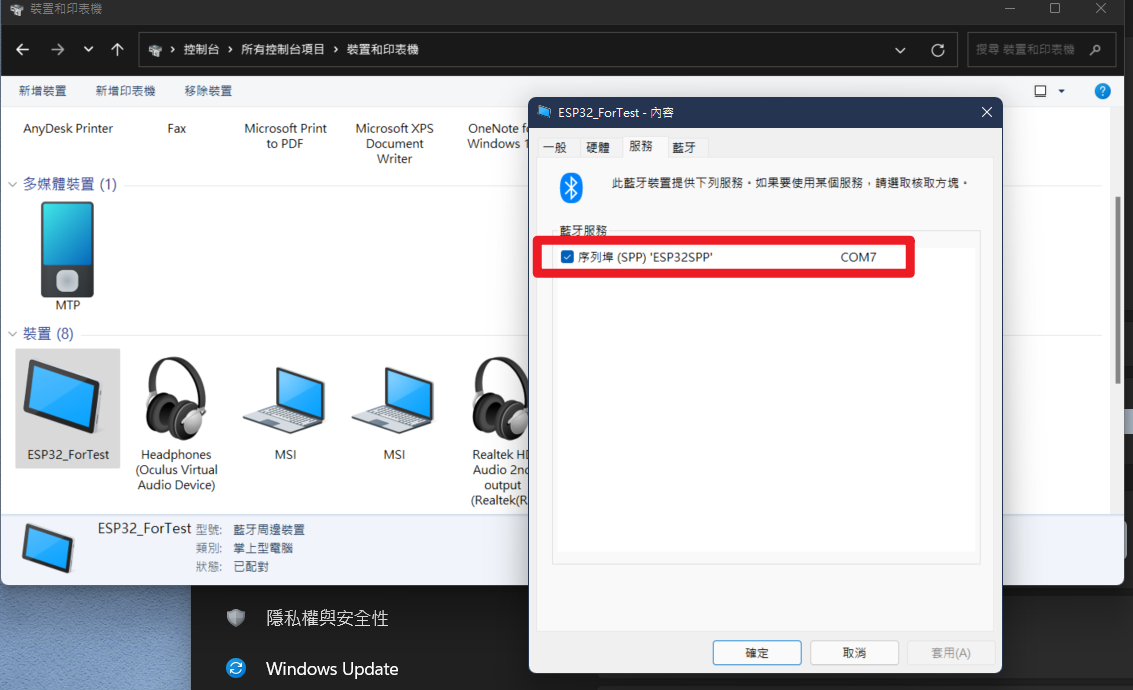 裝置和印表機
控制台 › 所有控制台項目 › 裝置和印表機
搜尋 裝置和印表機
新增裝置 新增印表機 移除裝置
AnyDesk Printer
Fax
Microsoft Print
to PDF
Microsoft XPS
Document
Writer
OneNote fo
Windows 1
多媒體裝置 (1)
MTP
裝置 (8)
ESP32_ForTest
Headphones
(Oculus Virtual
Audio Device)
MSI
MSI
Realtek HD
Audio 2nd
output
(Realtek(R
ESP32_ForTest
型號: 藍牙周邊裝置
類別: 掌上型電腦
狀態: 已配對
隱私權與安全性
Windows Update
ESP32_ForTest - 內容
一般 硬體 服務 藍牙
此藍牙裝置提供下列服務。如果要使用某個服務，請選取核取方塊。
藍牙服務
序列埠 (SPP) 'ESP32SPP' COM7
確定 取消 套用(A)